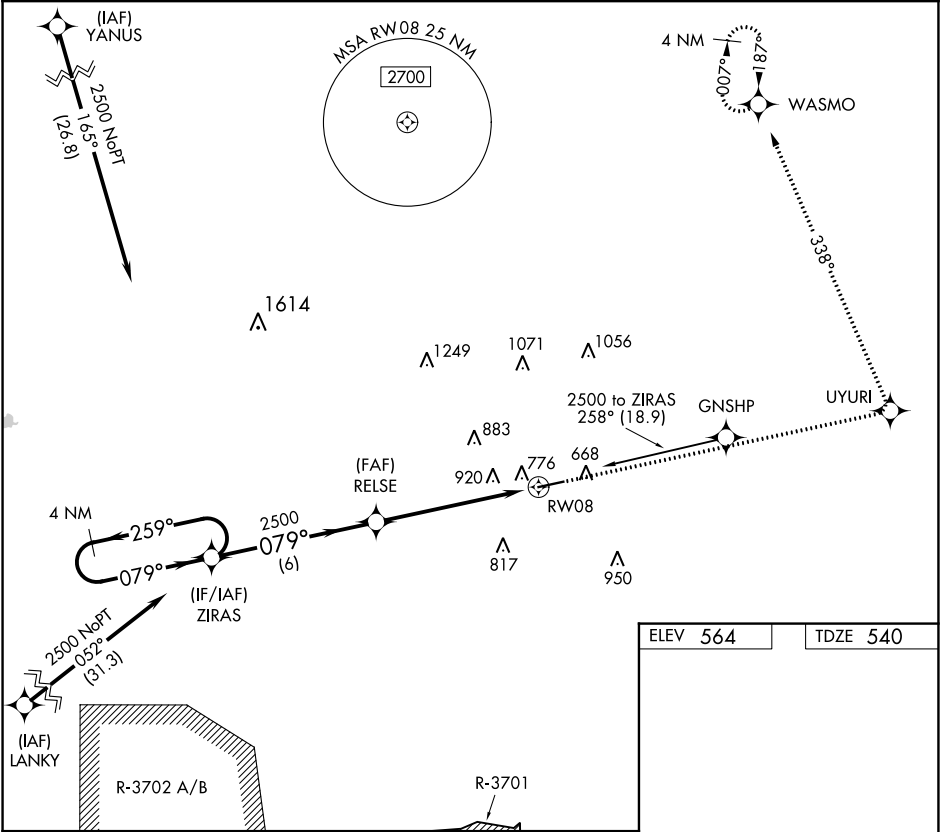 (IAF)
YANUS
2500 NoPT
165°
(26.8)
MSA RW08 25 NM
2700
4 NM
007°
187°
WASMO
338°
1614
1249
1071
1056
2500 to ZIRAS
258° (18.9)
GNSHP
UYURI
883
920
776
668
(FAF)
RELSE
RW08
4 NM
259°
079°
2500
079°
(6)
817
950
(IF/IAF)
ZIRAS
2500 NoPT
052°
(31.3)
(IAF)
LANKY
R-3702 A/B
R-3701
ELEV 564
TDZE 540